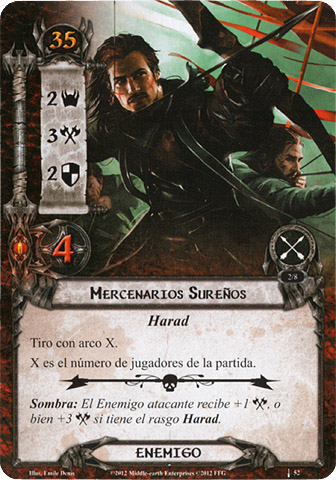 35
2
3
2
4
MERCENARIOS SUREÑOS
2/8
Harad
Tiro con arco X.
X es el número de jugadores de la partida.
Sombra: El Enemigo atacante recibe +1 , o
bien +3 si tiene el rasgo Harad.
ENEMIGO
Illus. Emile Denis ©2012 Middle-earth Enterprises ©2012 FFG 52